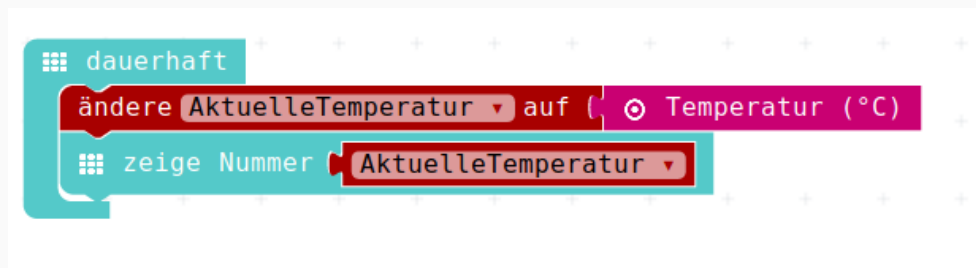 dauerhaft
ändere AktuelleTemperatur auf Temperatur (°C)
zeige Nummer AktuelleTemperatur